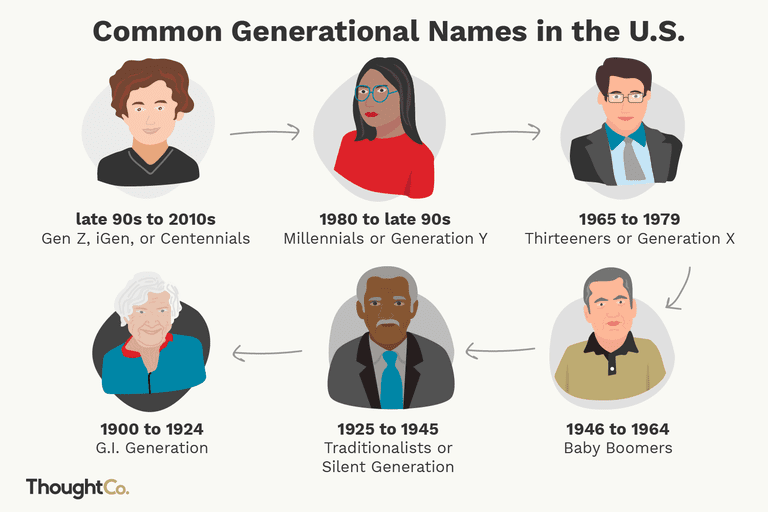 Common Generational Names in the U.S.
late 90s to 2010s
Gen Z, iGen, or Centennials
1980 to late 90s
Millennials or Generation Y
1965 to 1979
Thirteeners or Generation X
1946 to 1964
Baby Boomers
1925 to 1945
Traditionalists or
Silent Generation
1900 to 1924
G.I. Generation
ThoughtCo.